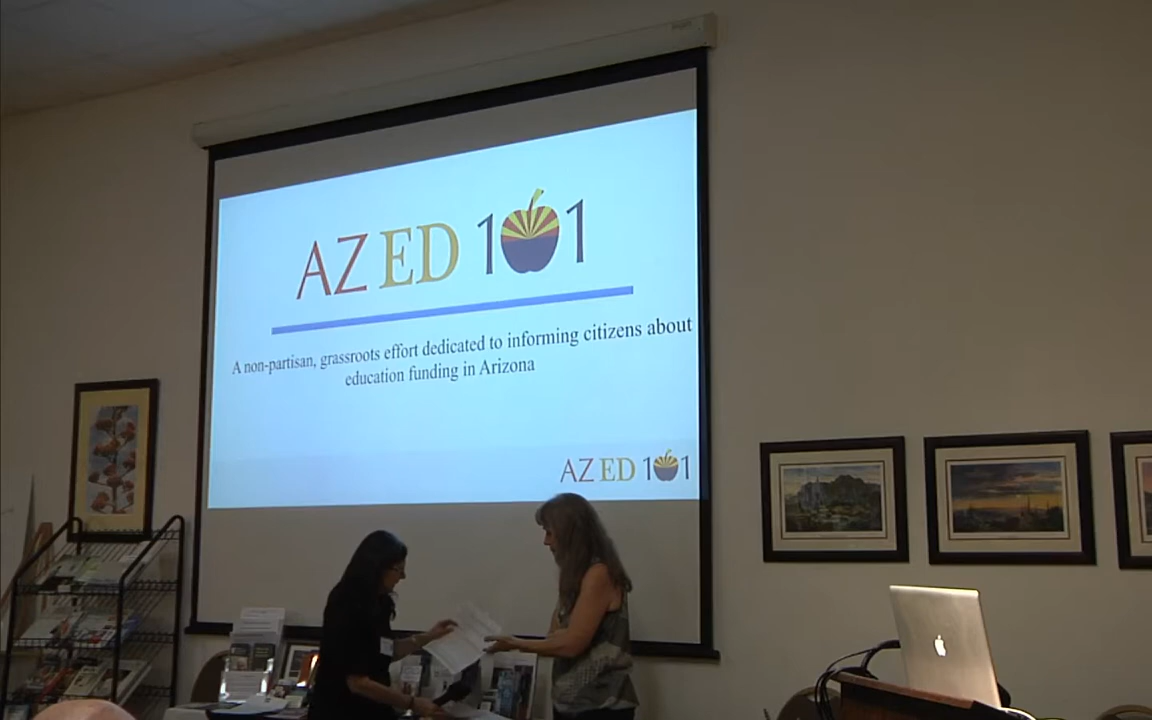 AZ ED 101
A non-partisan, grassroots effort dedicated to informing citizens about
education funding in Arizona
AZ ED 101